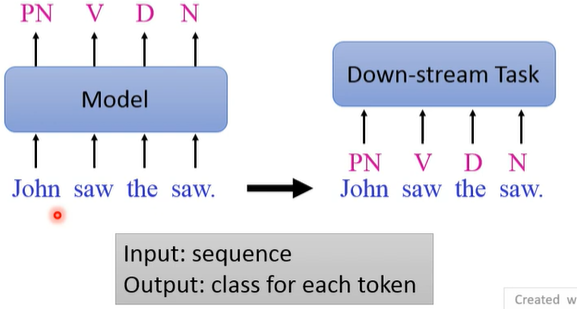 PN V D N
Model
John saw the saw.
Down-stream Task
PN V D N
John saw the saw.
Input: sequence
Output: class for each token
Created w